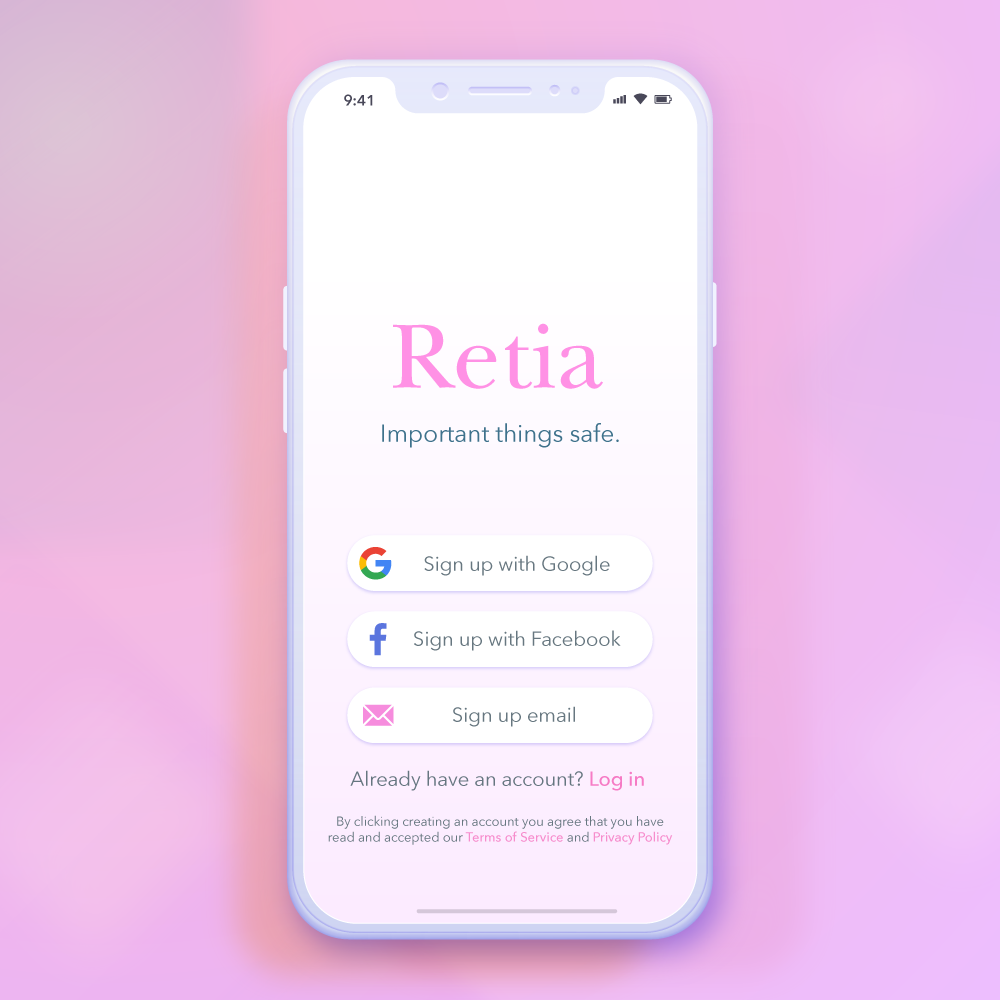 9:41
Retia
Important things safe.
Sign up with Google
Sign up with Facebook
Sign up email
Already have an account? Log in
By clicking creating an account you agree that you have
read and accepted our Terms of Service and Privacy Policy